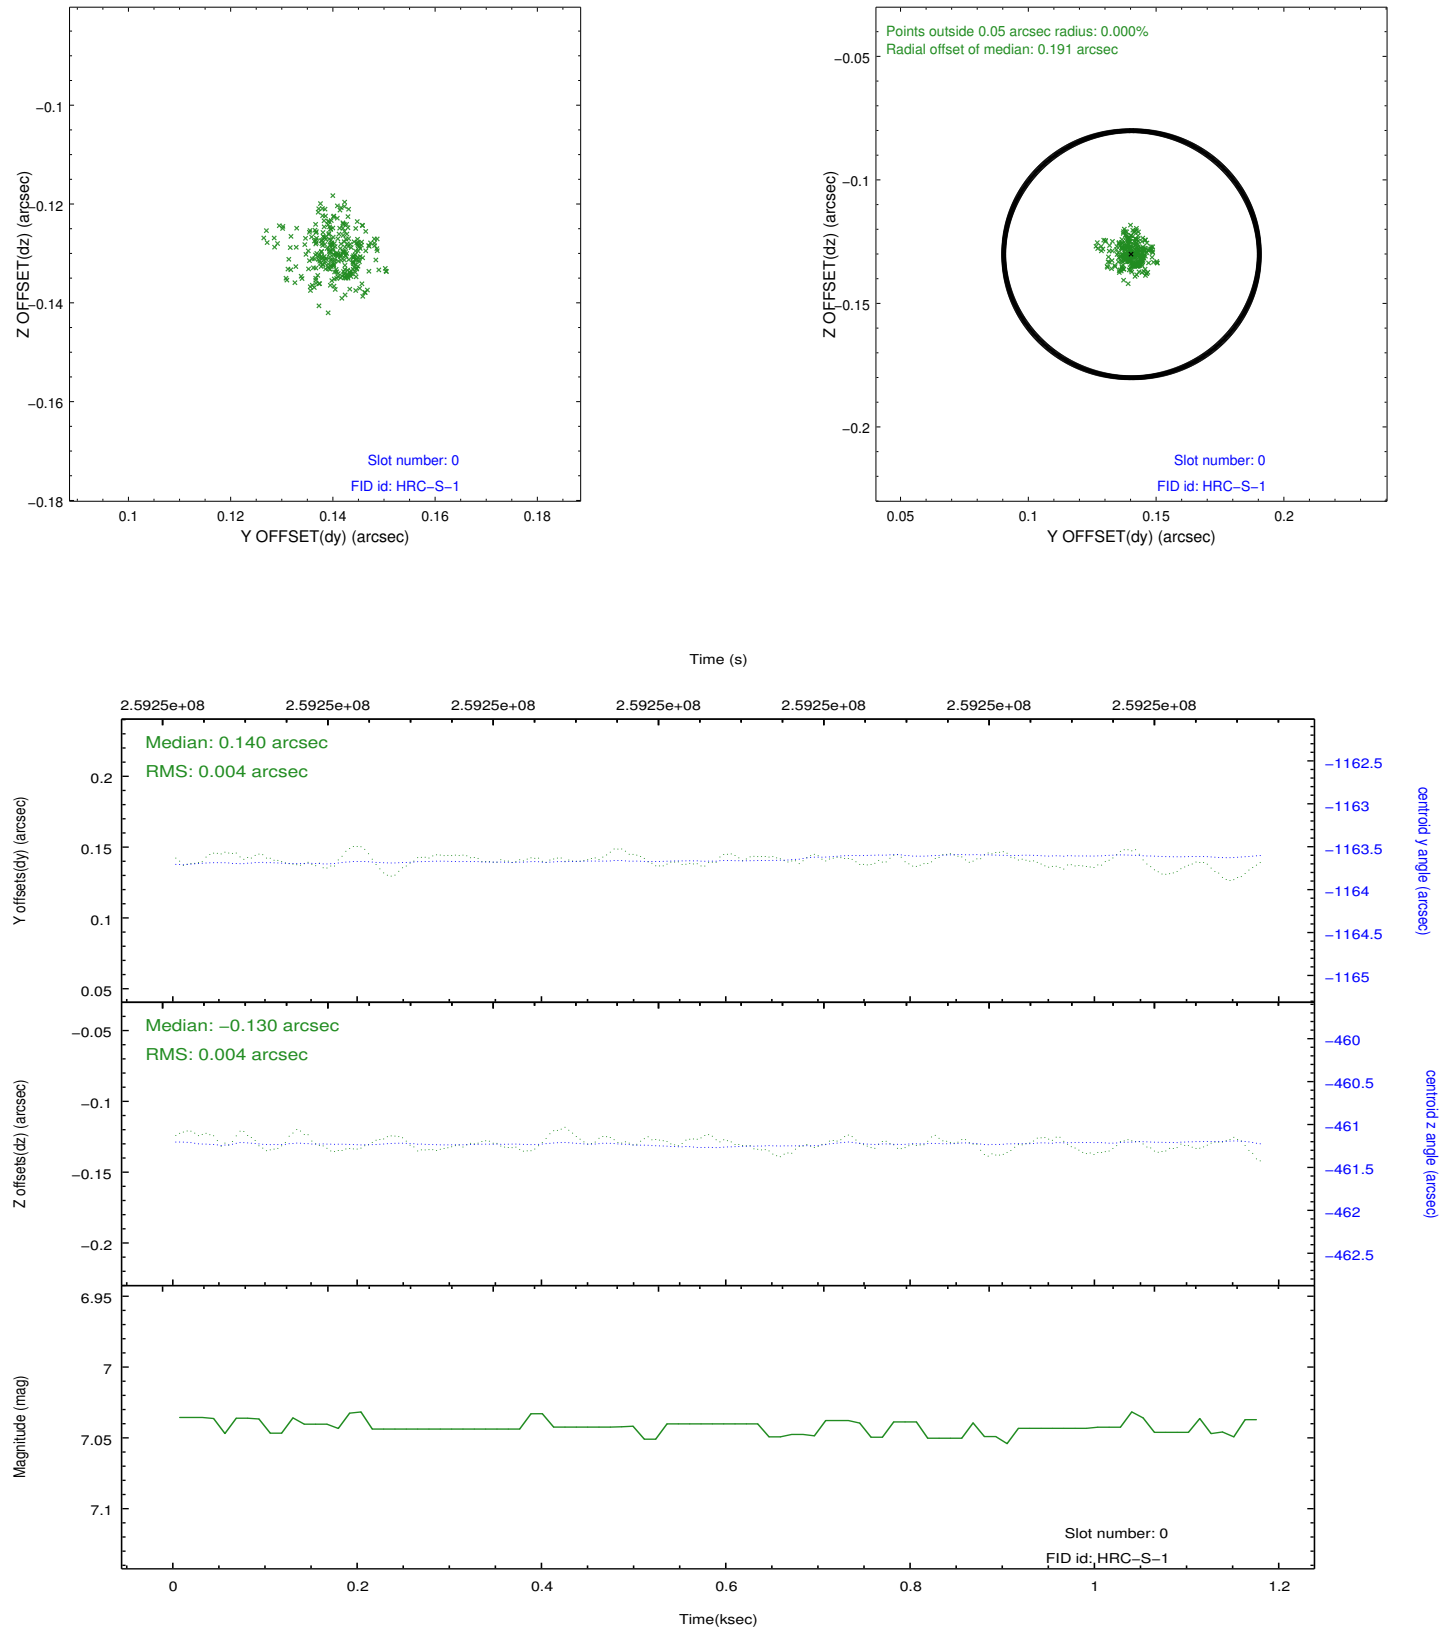 −0.1
−0.12
−0.14
−0.16
−0.18
Z OFFSET(dz) (arcsec)
Slot number: 0
FID id: HRC−S−1
0.1 0.12 0.14 0.16 0.18
Y OFFSET(dy) (arcsec)
Points outside 0.05 arcsec radius: 0.000%
Radial offset of median: 0.191 arcsec
−0.05
−0.1
−0.15
−0.2
Z OFFSET(dz) (arcsec)
Slot number: 0
FID id: HRC−S−1
0.05 0.1 0.15 0.2
Y OFFSET(dy) (arcsec)
Time (s)
2.5925e+08 2.5925e+08 2.5925e+08 2.5925e+08 2.5925e+08 2.5925e+08 2.5925e+08
Median: 0.140 arcsec
RMS: 0.004 arcsec
0.2
0.15
0.1
0.05
Y offsets(dy) (arcsec)
−1162.5
−1163
−1163.5
−1164
−1164.5
−1165
centroid y angle (arcsec)
Median: −0.130 arcsec
RMS: 0.004 arcsec
−0.05
−0.1
−0.15
−0.2
Z offsets(dz) (arcsec)
−460
−460.5
−461
−461.5
−462
−462.5
centroid z angle (arcsec)
6.95
7
7.05
7.1
Magnitude (mag)
Slot number: 0
FID id: HRC−S−1
0 0.2 0.4 0.6 0.8 1 1.2
Time(ksec)